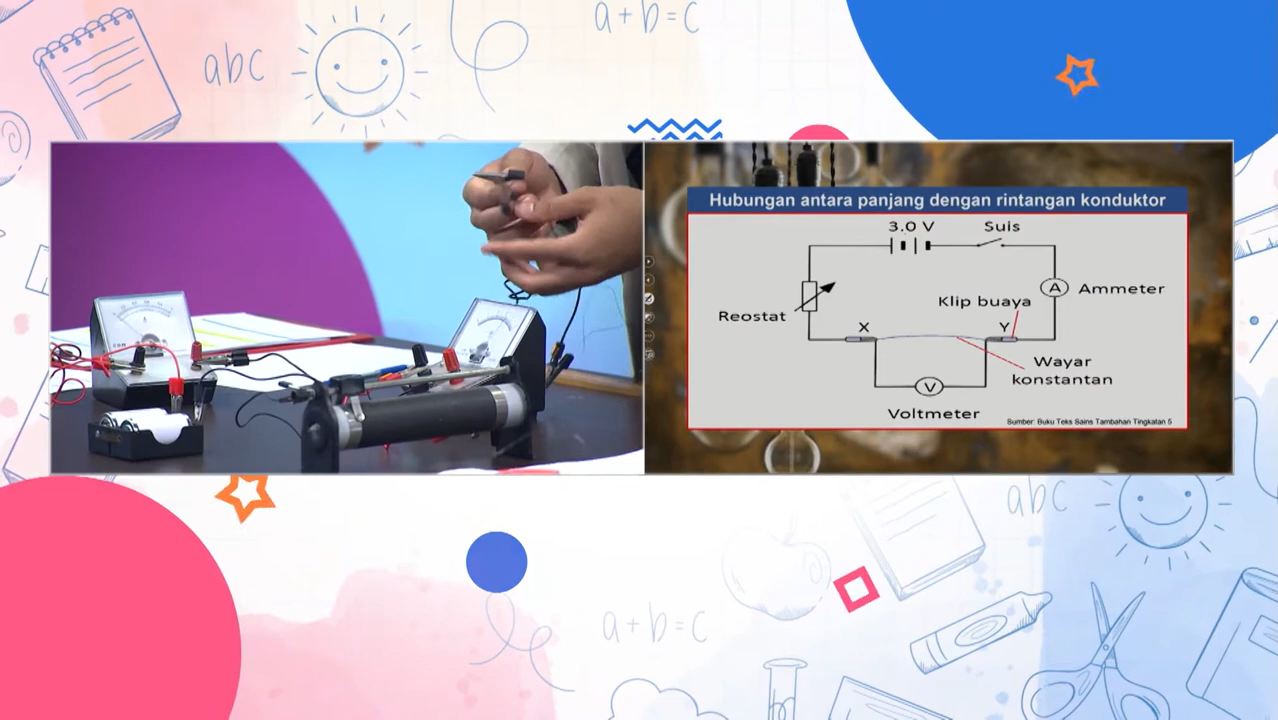 a+b=c
abc
Hubungan antara panjang dengan rintangan konduktor
3.0 V
Suis
A
Ammeter
Klip buaya
Reostat
X
Y
Wayar
konstantan
V
Voltmeter
Sumber: Buku Teks Sains Tambahan Tingkatan 5
abc
a+b=c